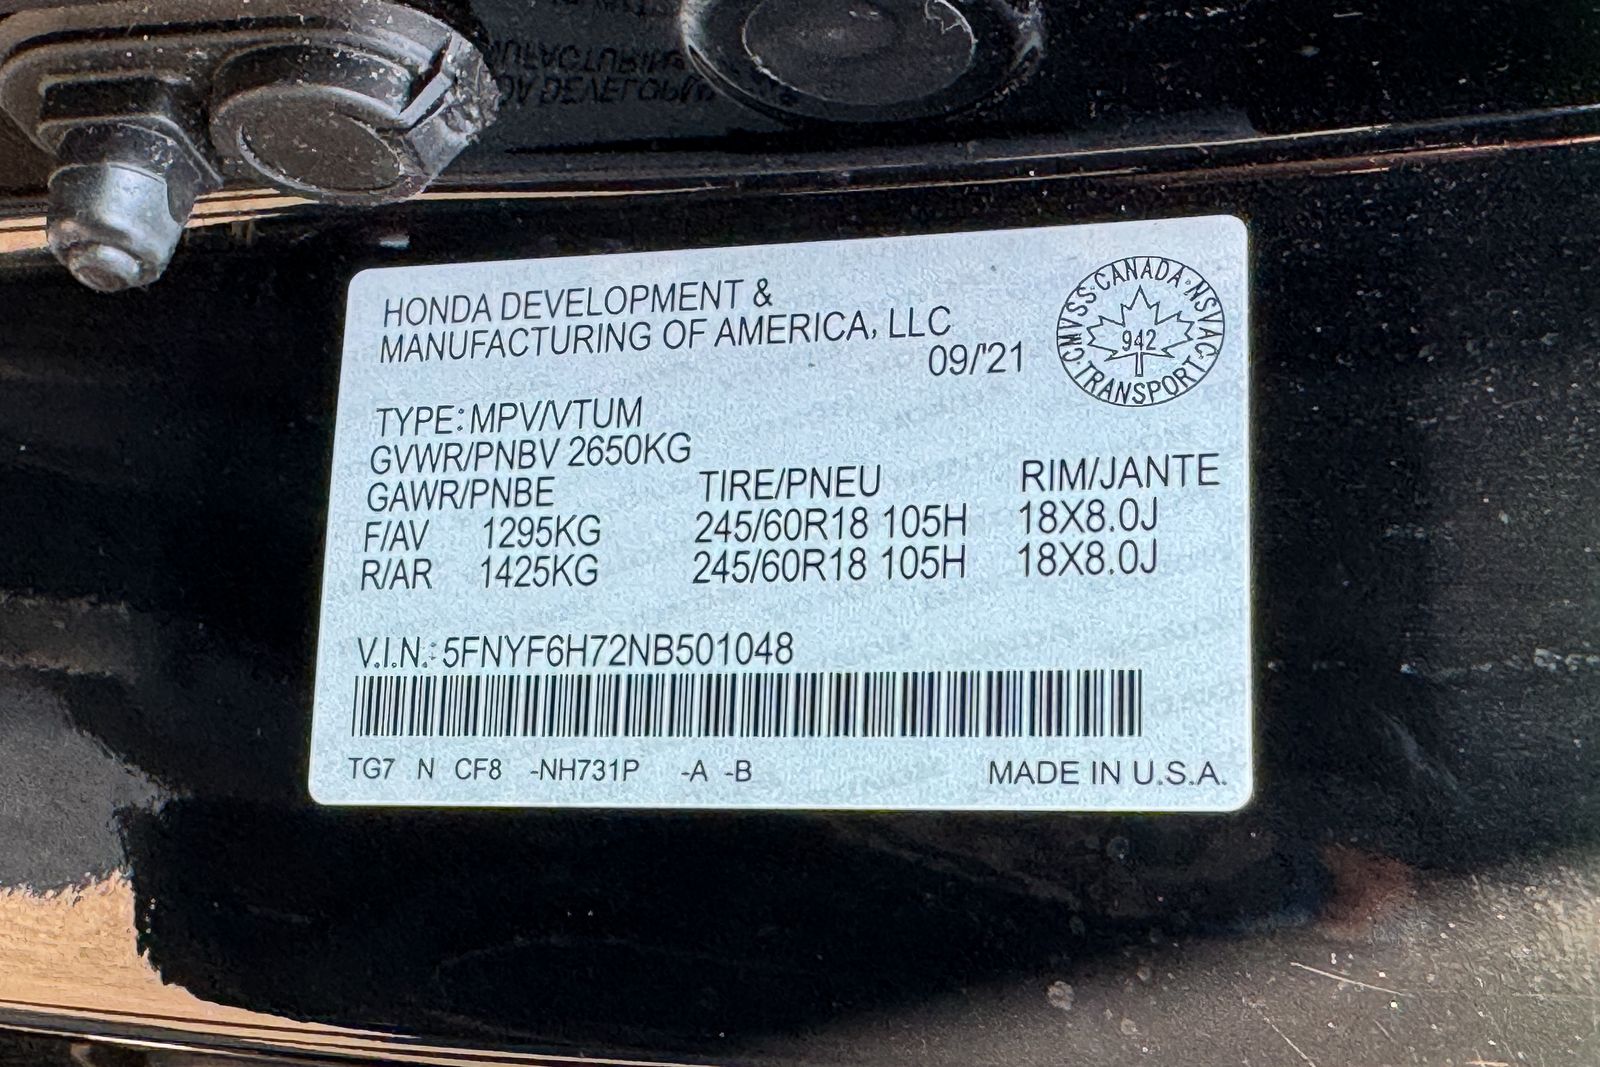 HONDA DEVELOPMENT &
MANUFACTURING OF AMERICA, LLC
09/'21
CMVSS·CANADA·NSVAC
942
TRANSPORT
TYPE: MPV/VTUM
GVWR/PNBV 2650KG
GAWR/PNBE TIRE/PNEU RIM/JANTE
F/AV 1295KG 245/60R18 105H 18X8.0J
R/AR 1425KG 245/60R18 105H 18X8.0J
V.I.N.: 5FNYF6H72NB501048
TG7 N CF8 -NH731P -A -B MADE IN U.S.A.